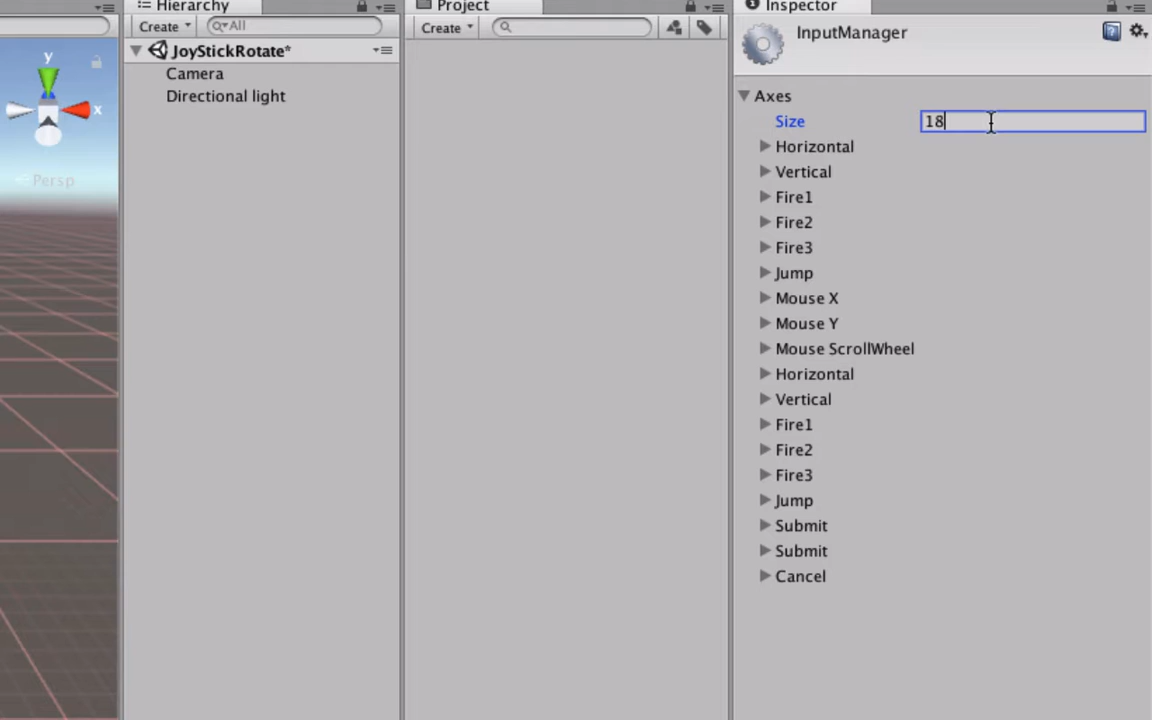 y
x
Persp
Hierarchy
Create
All
JoyStickRotate*
Camera
Directional light
Project
Create
Inspector
InputManager
Axes
Size
18
Horizontal
Vertical
Fire1
Fire2
Fire3
Jump
Mouse X
Mouse Y
Mouse ScrollWheel
Horizontal
Vertical
Fire1
Fire2
Fire3
Jump
Submit
Submit
Cancel